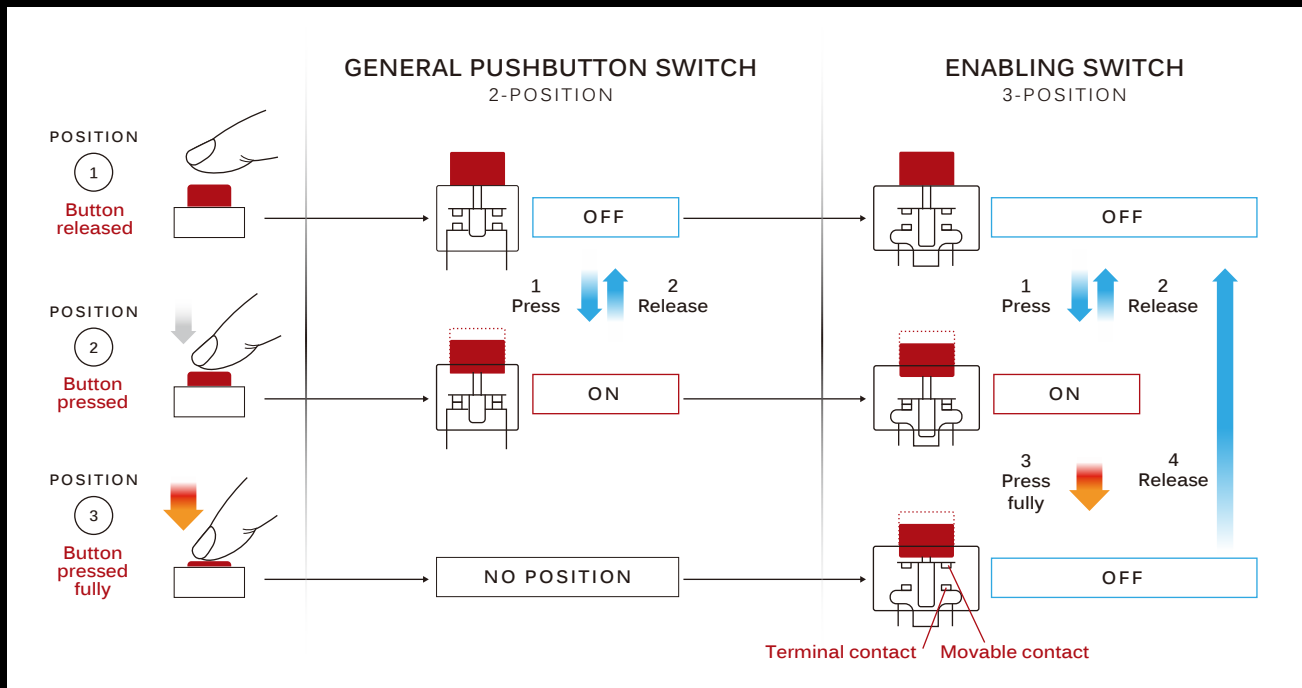 GENERAL PUSHBUTTON SWITCH
2-POSITION
ENABLING SWITCH
3-POSITION
POSITION
1
Button
released
OFF
OFF
1
Press
2
Release
1
Press
2
Release
POSITION
2
Button
pressed
ON
ON
3
Press
fully
4
Release
POSITION
3
Button
pressed
fully
NO POSITION
OFF
Terminal contact
Movable contact